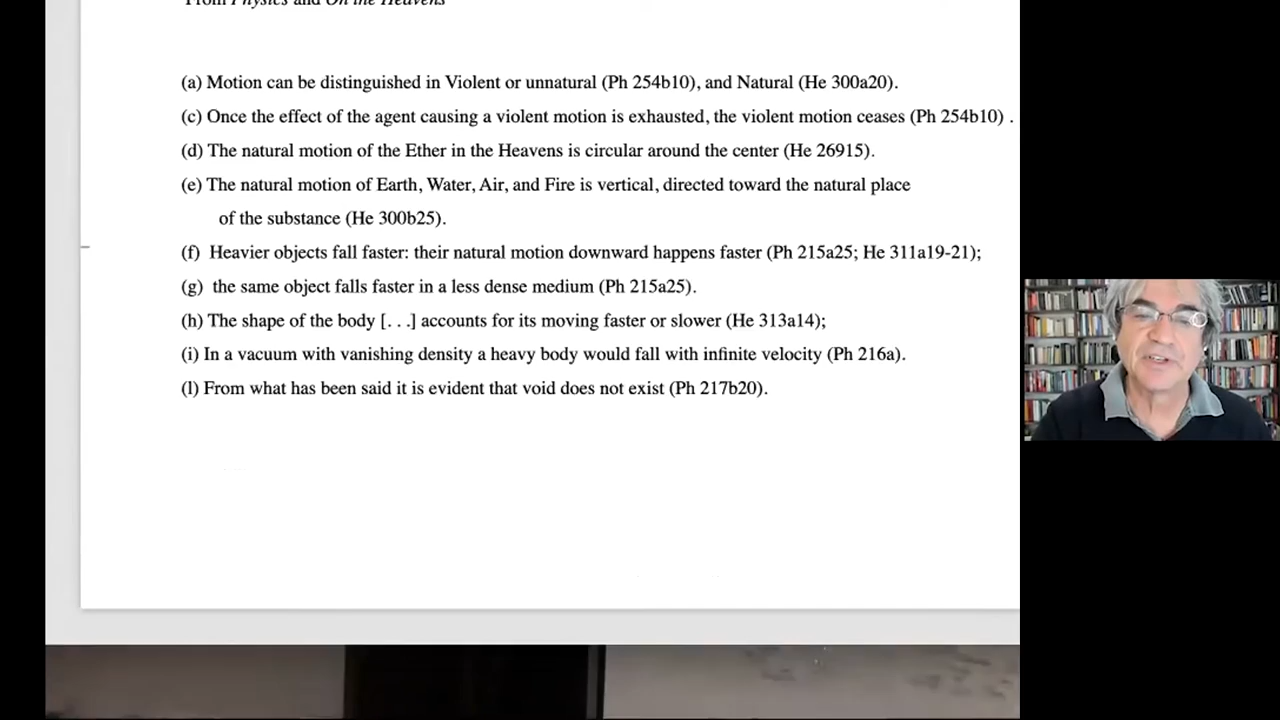 From Physics and On the Heavens
(a) Motion can be distinguished in Violent or unnatural (Ph 254b10), and Natural (He 300a20).
(c) Once the effect of the agent causing a violent motion is exhausted, the violent motion ceases (Ph 254b10) .
(d) The natural motion of the Ether in the Heavens is circular around the center (He 26915).
(e) The natural motion of Earth, Water, Air, and Fire is vertical, directed toward the natural place
of the substance (He 300b25).
(f) Heavier objects fall faster: their natural motion downward happens faster (Ph 215a25; He 311a19-21);
(g) the same object falls faster in a less dense medium (Ph 215a25).
(h) The shape of the body [. . .] accounts for its moving faster or slower (He 313a14);
(i) In a vacuum with vanishing density a heavy body would fall with infinite velocity (Ph 216a).
(l) From what has been said it is evident that void does not exist (Ph 217b20).